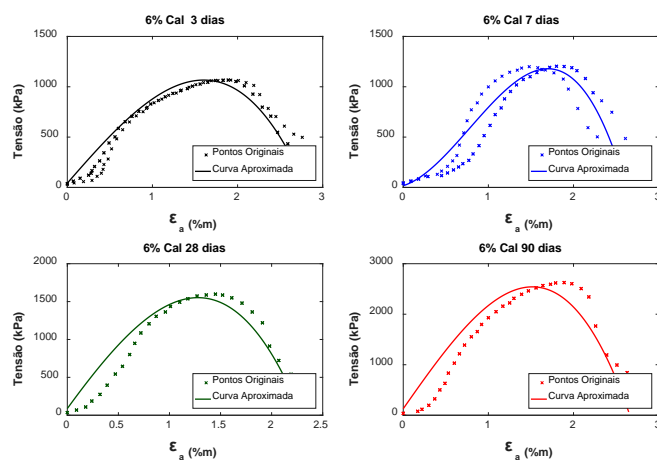 6% Cal  3 dias
Tensão (kPa)
1500
1000
500
0
Pontos Originais
Curva Aproximada
0
1
2
3
ε a (%m)
6% Cal 7 dias
Tensão (kPa)
1500
1000
500
0
Pontos Originais
Curva Aproximada
0
1
2
3
ε a (%m)
6% Cal 28 dias
Tensão (kPa)
2000
1500
1000
500
0
Pontos Originais
Curva Aproximada
0
0.5
1
1.5
2
2.5
ε a (%m)
6% Cal 90 dias
Tensão (kPa)
3000
2000
1000
0
Pontos Originais
Curva Aproximada
0
1
2
3
ε a (%m)